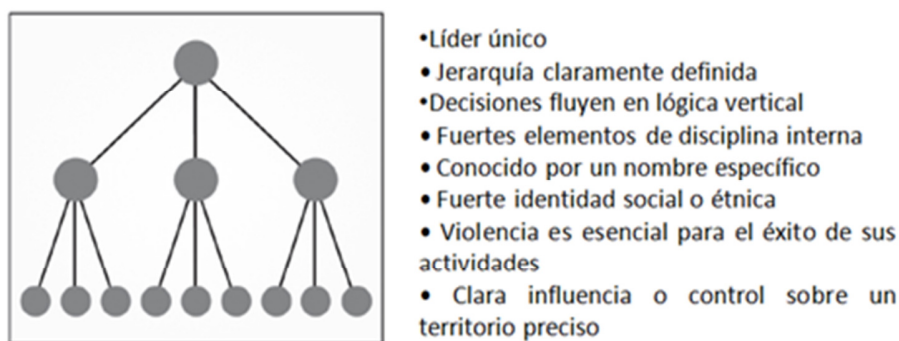 •Líder único
• Jerarquía claramente definida
•Decisiones fluyen en lógica vertical
• Fuertes elementos de disciplina interna
• Conocido por un nombre específico
• Fuerte identidad social o étnica
• Violencia es esencial para el éxito de sus
actividades
• Clara influencia o control sobre un
territorio preciso